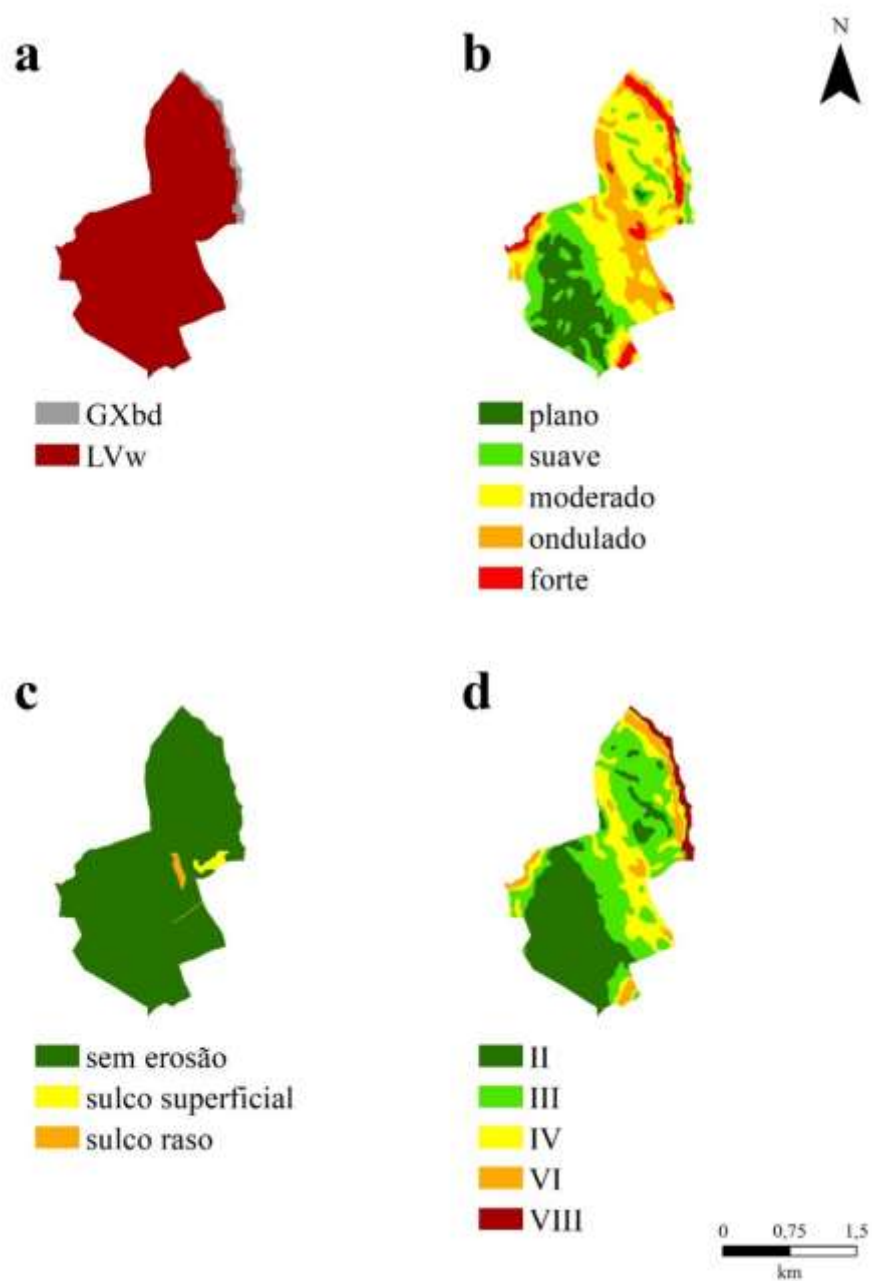 a
GXbd
LVw
b
N
plano
suave
moderado
ondulado
forte
c
sem erosão
sulco superficial
sulco raso
d
II
III
IV
VI
VIII
0 0,75 1,5
km